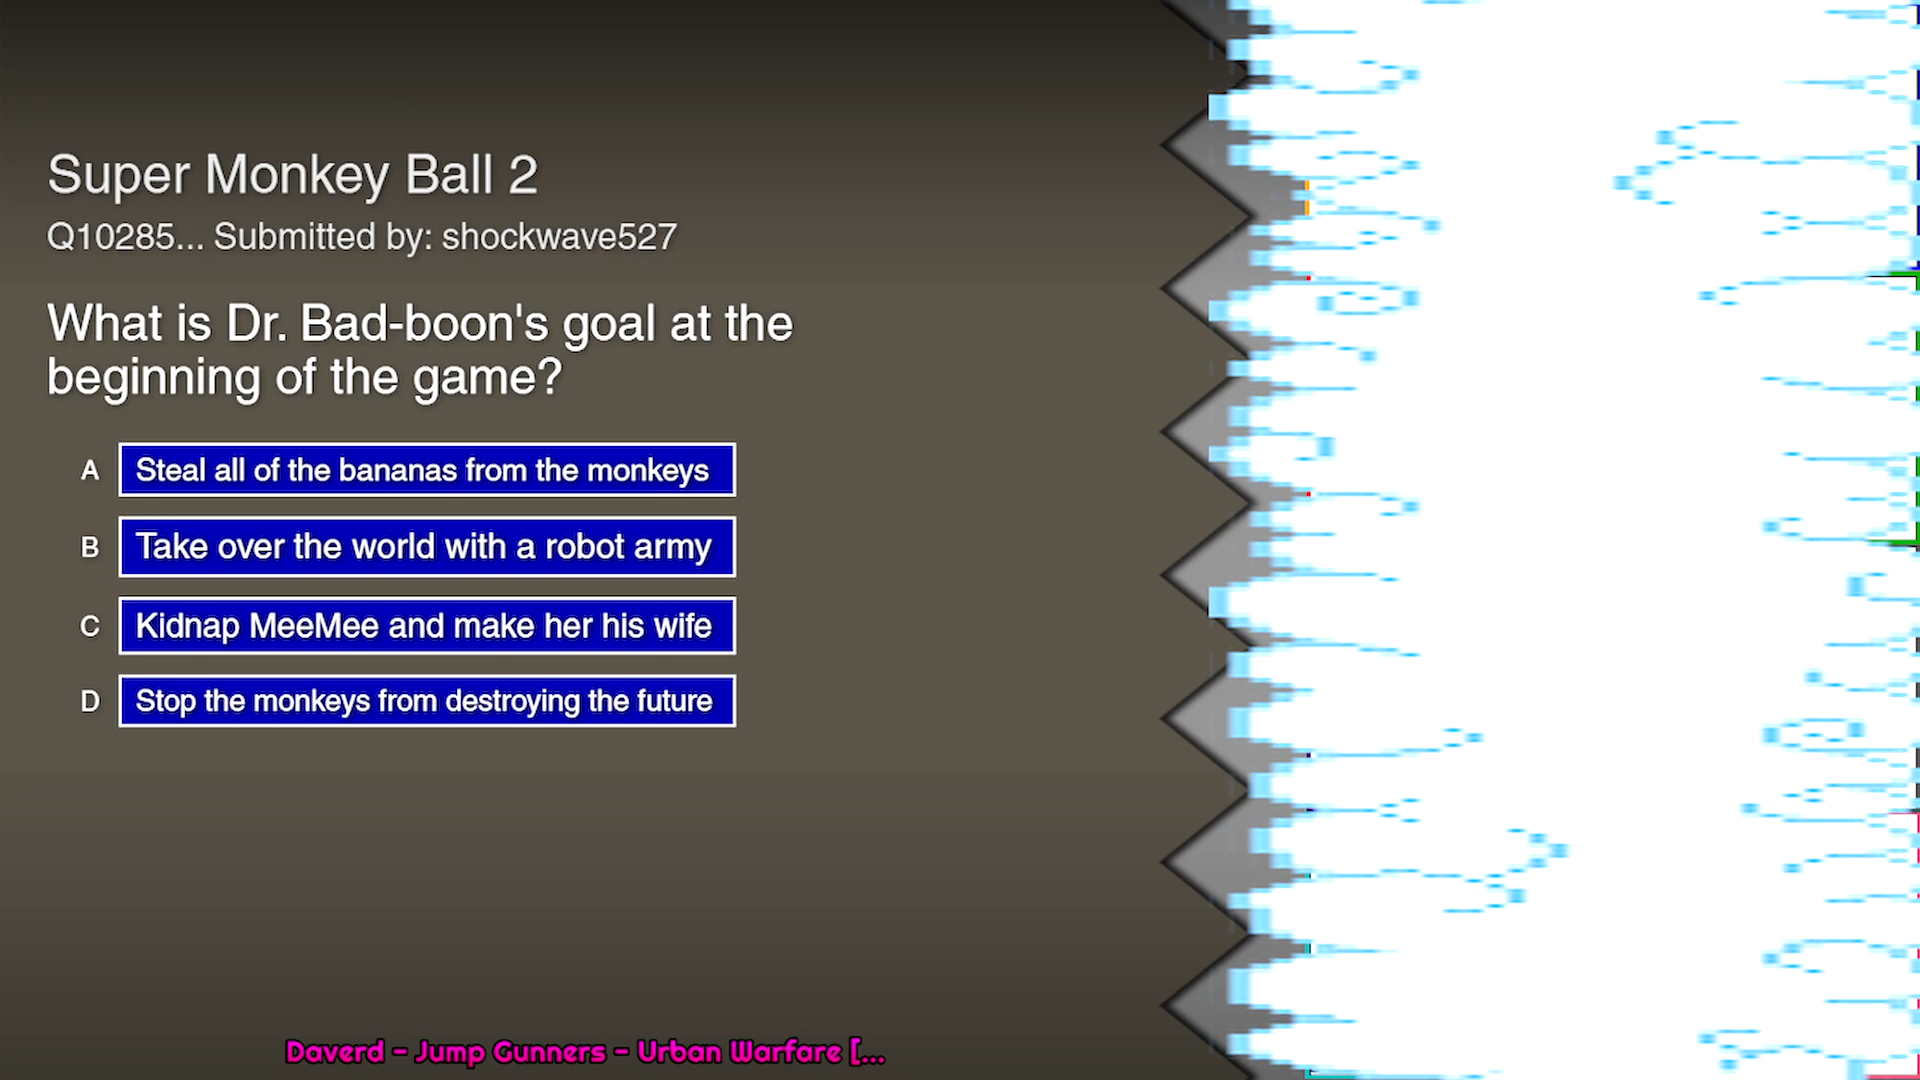 Super Monkey Ball 2
Q10285... Submitted by: shockwave527
What is Dr. Bad-boon's goal at the
beginning of the game?
A Steal all of the bananas from the monkeys
B Take over the world with a robot army
C Kidnap MeeMee and make her his wife
D Stop the monkeys from destroying the future
Daverd - Jump Gunners - Urban Warfare [...